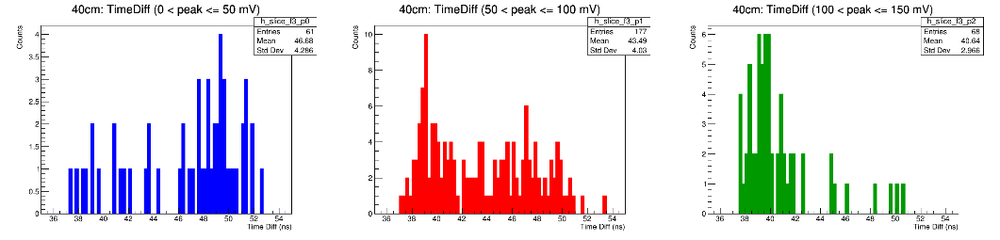 40cm: TimeDiff (0 < peak <= 50 mV)
h_slice_f3_p0
Entries 61
Mean 46.68
Std Dev 4.286
Counts
4
3.5
3
2.5
2
1.5
1
0.5
0
36 38 40 42 44 46 48 50 52 54
Time Diff (ns)
40cm: TimeDiff (50 < peak <= 100 mV)
h_slice_f3_p1
Entries 177
Mean 43.49
Std Dev 4.03
Counts
10
8
6
4
2
0
36 38 40 42 44 46 48 50 52 54
Time Diff (ns)
40cm: TimeDiff (100 < peak <= 150 mV)
h_slice_f3_p2
Entries 68
Mean 40.64
Std Dev 2.966
Counts
6
5
4
3
2
1
0
36 38 40 42 44 46 48 50 52 54
Time Diff (ns)